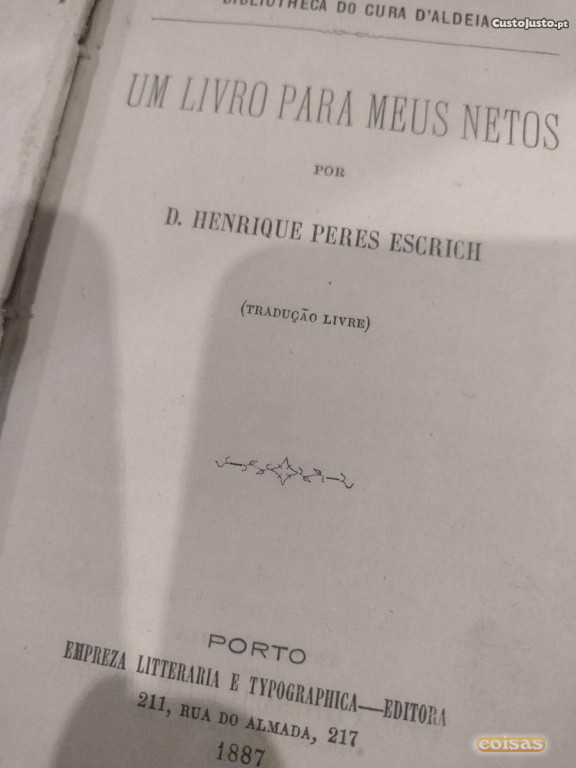 BIBLIOTHECA DO CURA D'ALDEIA
CustoJusto.pt
UM LIVRO PARA MEUS NETOS
POR
D. HENRIQUE PERES ESCRICH
(TRADUÇÃO LIVRE)
PORTO
EMPREZA LITTERARIA E TYPOGRAPHICA—EDITORA
211, RUA DO ALMADA, 217
1887
coisas